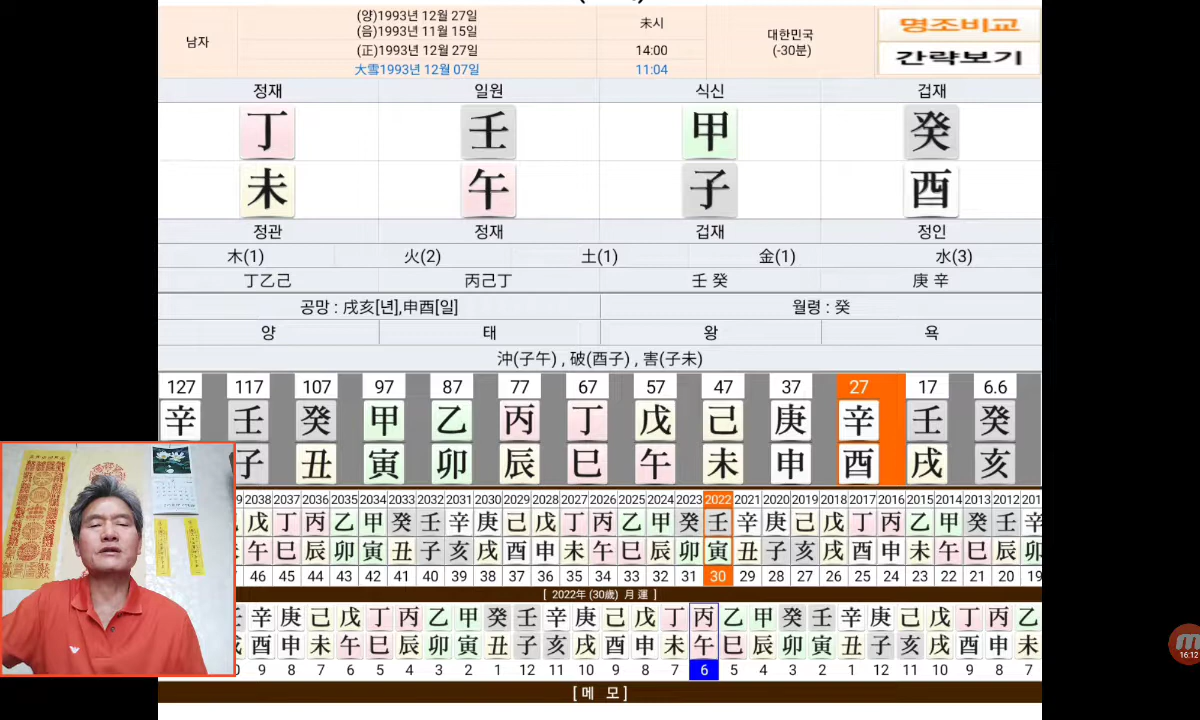 남자
(양)1993년 12월 27일
(음)1993년 11월 15일
(正)1993년 12월 27일
大雪1993년 12월 07일
未시
14:00
11:04
대한민국
(-30분)
명조비교
간략보기
정재 일원 식신 겁재
丁 壬 甲 癸
未 午 子 酉
정관 정재 겁재 정인
木(1) 火(2) 土(1) 金(1) 水(3)
丁乙己 丙己丁 壬 癸 庚 辛
공망 : 戌亥[년],申酉[일] 월령 : 癸
양 태 왕 욕
沖(子午) , 破(酉子) , 害(子未)
127 117 107 97 87 77 67 57 47 37 27 17 6.6
辛 壬 癸 甲 乙 丙 丁 戊 己 庚 辛 壬 癸
子 丑 寅 卯 辰 巳 午 未 申 酉 戌 亥
2038 2037 2036 2035 2034 2033 2032 2031 2030 2029 2028 2027 2026 2025 2024 2023 2022 2021 2020 2019 2018 2017 2016 2015 2014 2013 2012 201
戊 丁 丙 乙 甲 癸 壬 辛 庚 己 戊 丁 丙 乙 甲 癸 壬 辛 庚 己 戊 丁 丙 乙 甲 癸 壬 辛
午 巳 辰 卯 寅 丑 子 亥 戌 酉 申 未 午 巳 辰 卯 寅 丑 子 亥 戌 酉 申 未 午 巳 辰 卯
46 45 44 43 42 41 40 39 38 37 36 35 34 33 32 31 30 29 28 27 26 25 24 23 22 21 20 19
[ 2022年 (30歲) 月 運 ]
辛 庚 己 戊 丁 丙 乙 甲 癸 壬 辛 庚 己 戊 丁 丙 乙 甲 癸 壬 辛 庚 己 戊 丁 丙 乙
酉 申 未 午 巳 辰 卯 寅 丑 子 亥 戌 酉 申 未 午 巳 辰 卯 寅 丑 子 亥 戌 酉 申 未
9 8 7 6 5 4 3 2 1 12 11 10 9 8 7 6 5 4 3 2 1 12 11 10 9 8 7
[ 메 모 ]
16:12